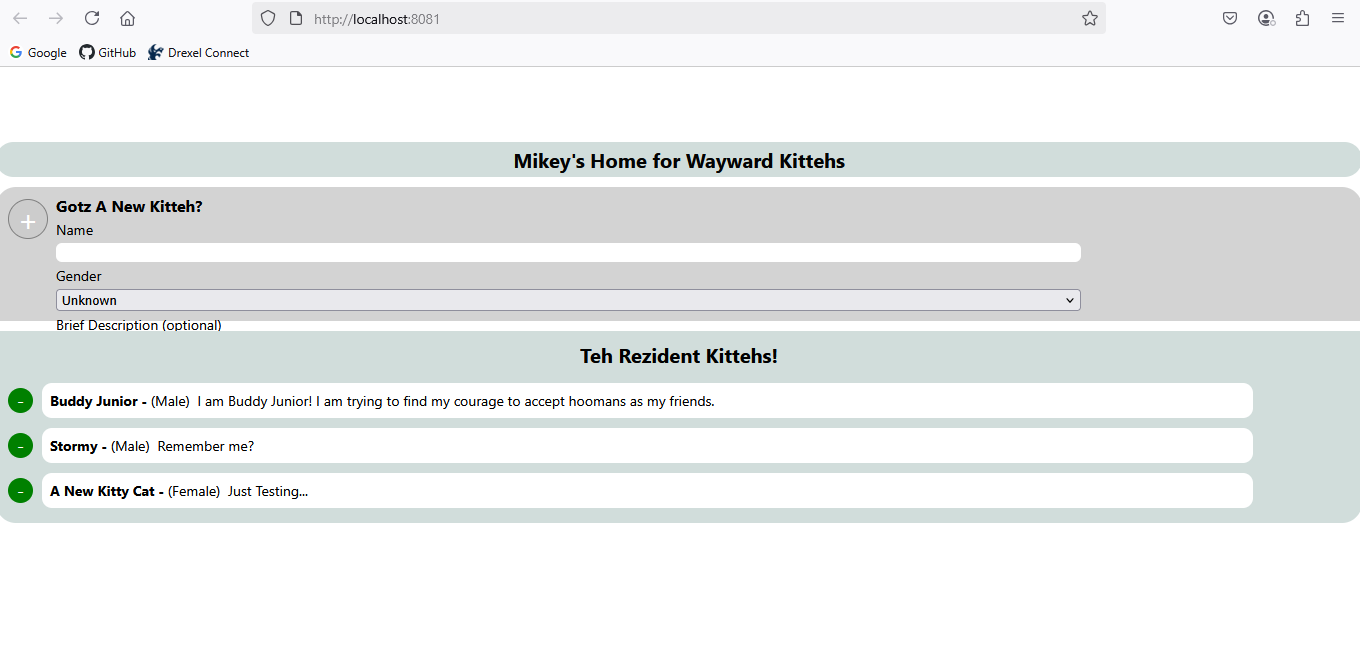 http://localhost:8081
Google GitHub Drexel Connect
Mikey's Home for Wayward Kittehs
+
Gotz A New Kitteh?
Name
Gender
Unknown
Brief Description (optional)
Teh Rezident Kittehs!
- Buddy Junior - (Male) I am Buddy Junior! I am trying to find my courage to accept hoomans as my friends.
- Stormy - (Male) Remember me?
- A New Kitty Cat - (Female) Just Testing...